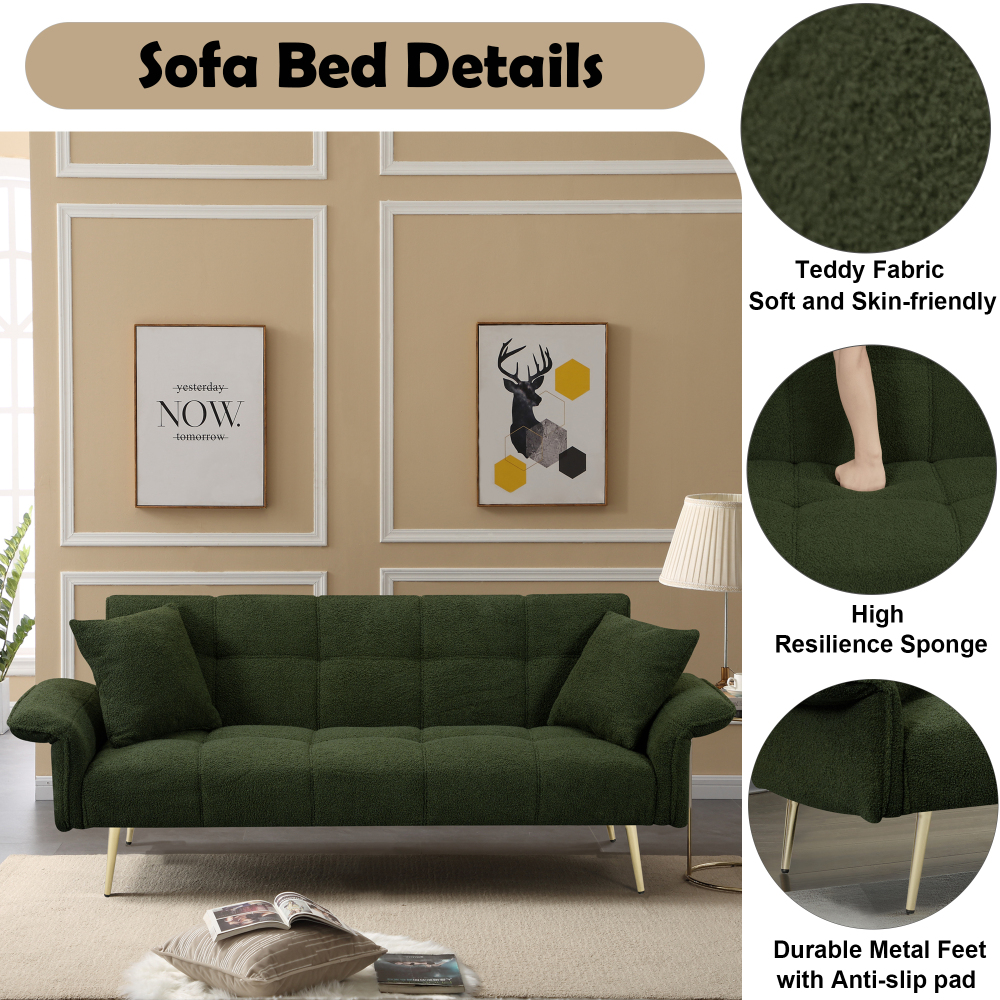 Sofa Bed Details
Teddy Fabric
Soft and Skin-friendly
yesterday
NOW.
tomorrow
High
Resilience Sponge
Durable Metal Feet
with Anti-slip pad